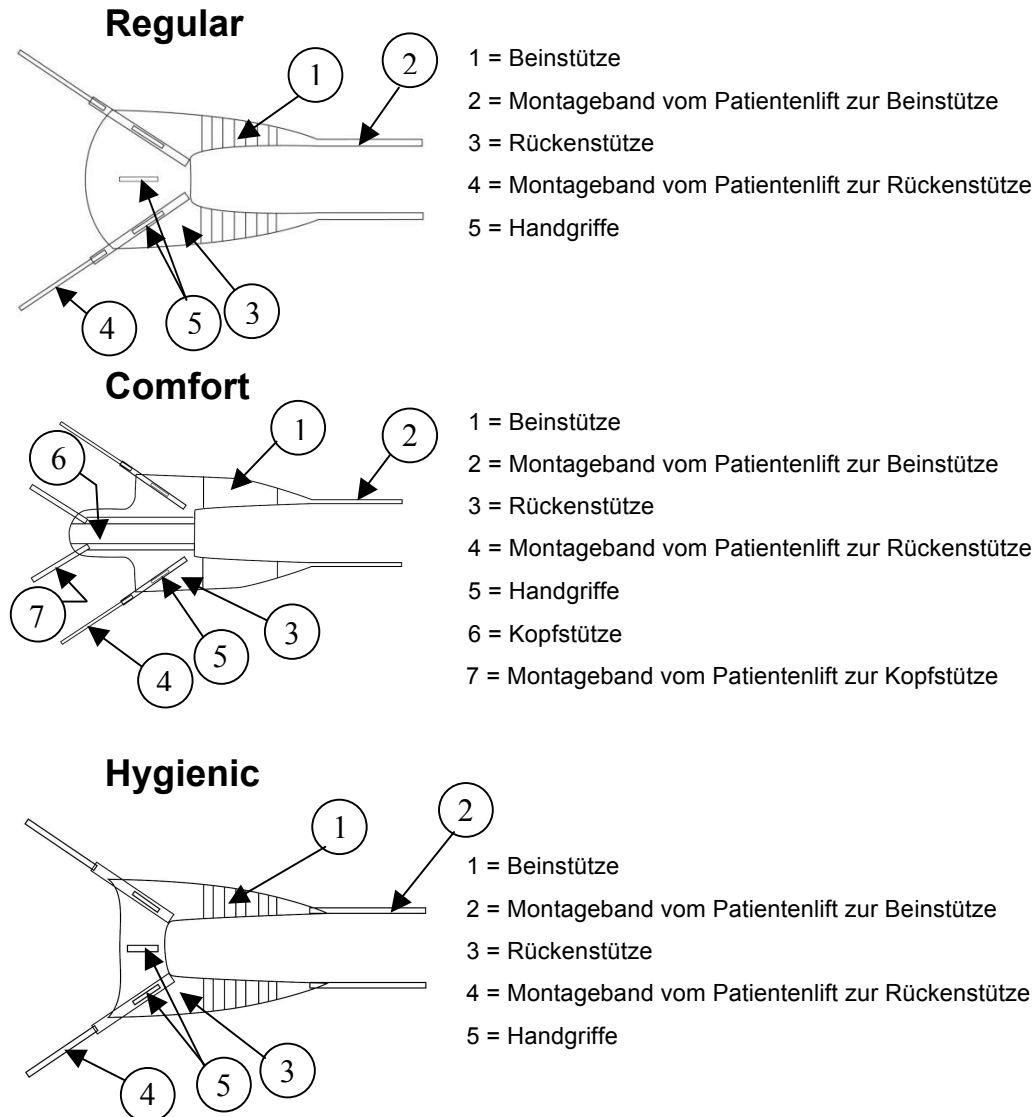 Regular
1
2
3
4
5
1 = Beinstütze
2 = Montageband vom Patientenlift zur Beinstütze
3 = Rückenstütze
4 = Montageband vom Patientenlift zur Rückenstütze
5 = Handgriffe
Comfort
1
2
6
7
3
5
4
1 = Beinstütze
2 = Montageband vom Patientenlift zur Beinstütze
3 = Rückenstütze
4 = Montageband vom Patientenlift zur Rückenstütze
5 = Handgriffe
6 = Kopfstütze
7 = Montageband vom Patientenlift zur Kopfstütze
Hygienic
1
2
3
5
4
1 = Beinstütze
2 = Montageband vom Patientenlift zur Beinstütze
3 = Rückenstütze
4 = Montageband vom Patientenlift zur Rückenstütze
5 = Handgriffe